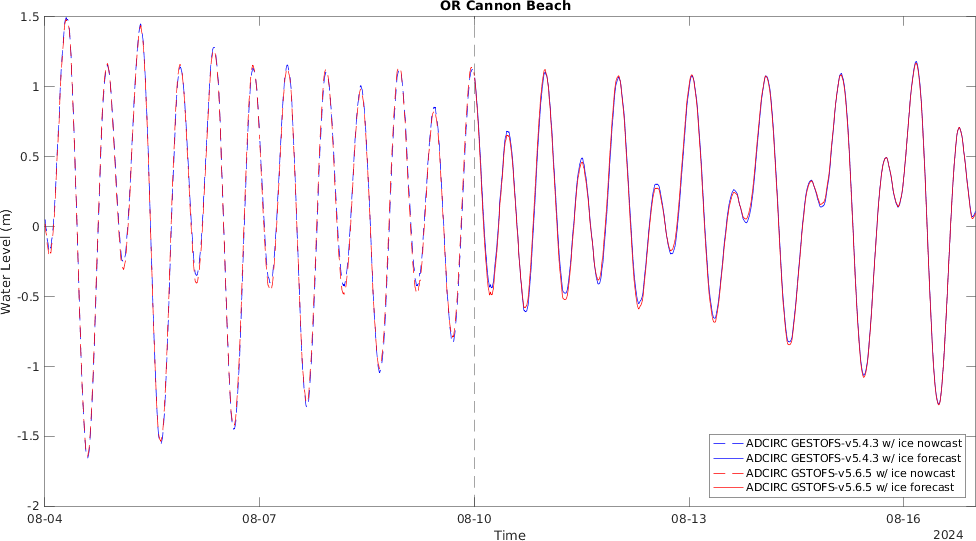 OR Cannon Beach
1.5
1
0.5
0
-0.5
-1
-1.5
-2
Water Level (m)
08-04
08-07
08-10
08-13
08-16
Time
2024
ADCIRC GESTOFS-v5.4.3 w/ ice nowcast
ADCIRC GESTOFS-v5.4.3 w/ ice forecast
ADCIRC GSTOFS-v5.6.5 w/ ice nowcast
ADCIRC GSTOFS-v5.6.5 w/ ice forecast